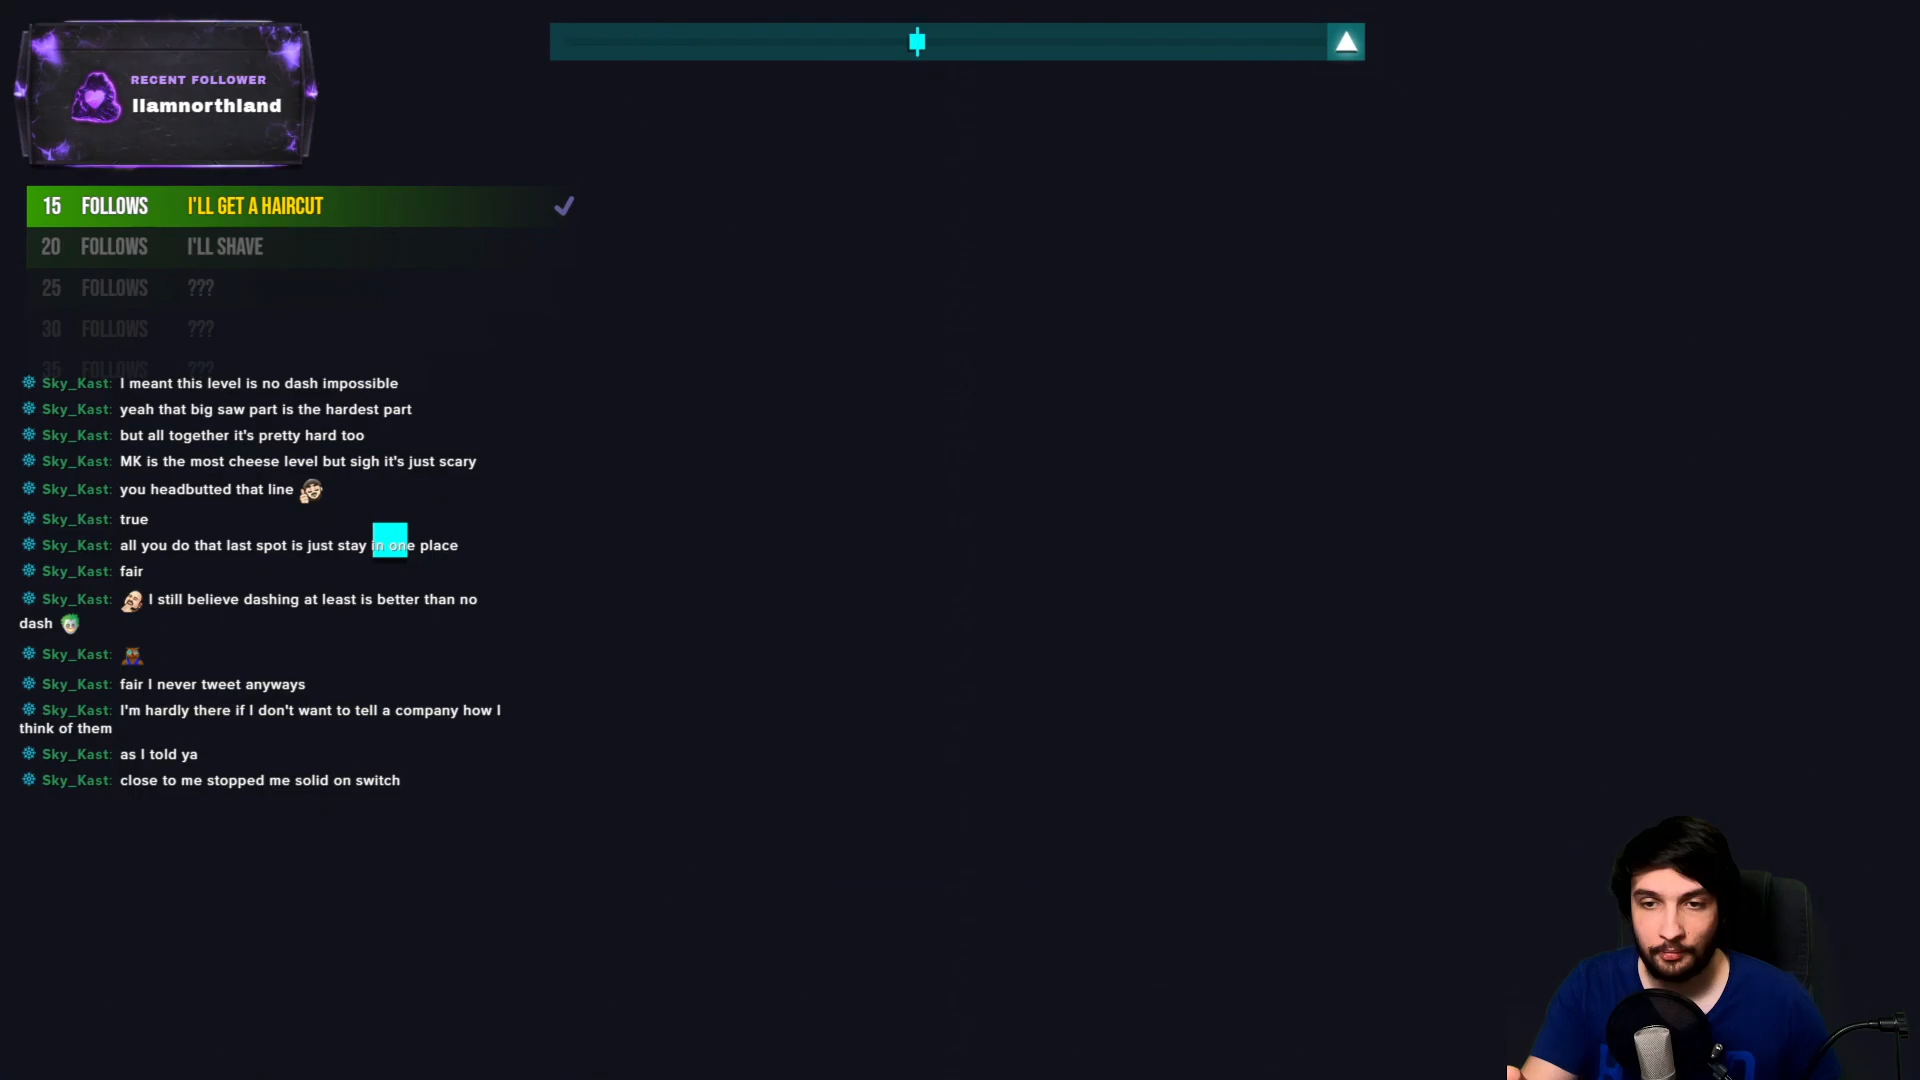 RECENT FOLLOWER
llamnorthland
15 FOLLOWS I'LL GET A HAIRCUT
20 FOLLOWS I'LL SHAVE
25 FOLLOWS ???
30 FOLLOWS ???
35 FOLLOWS ???
Sky_Kast: I meant this level is no dash impossible
Sky_Kast: yeah that big saw part is the hardest part
Sky_Kast: but all together it's pretty hard too
Sky_Kast: MK is the most cheese level but sigh it's just scary
Sky_Kast: you headbutted that line
Sky_Kast: true
Sky_Kast: all you do that last spot is just stay in one place
Sky_Kast: fair
Sky_Kast: I still believe dashing at least is better than no
dash
Sky_Kast:
Sky_Kast: fair I never tweet anyways
Sky_Kast: I'm hardly there if I don't want to tell a company how I
think of them
Sky_Kast: as I told ya
Sky_Kast: close to me stopped me solid on switch